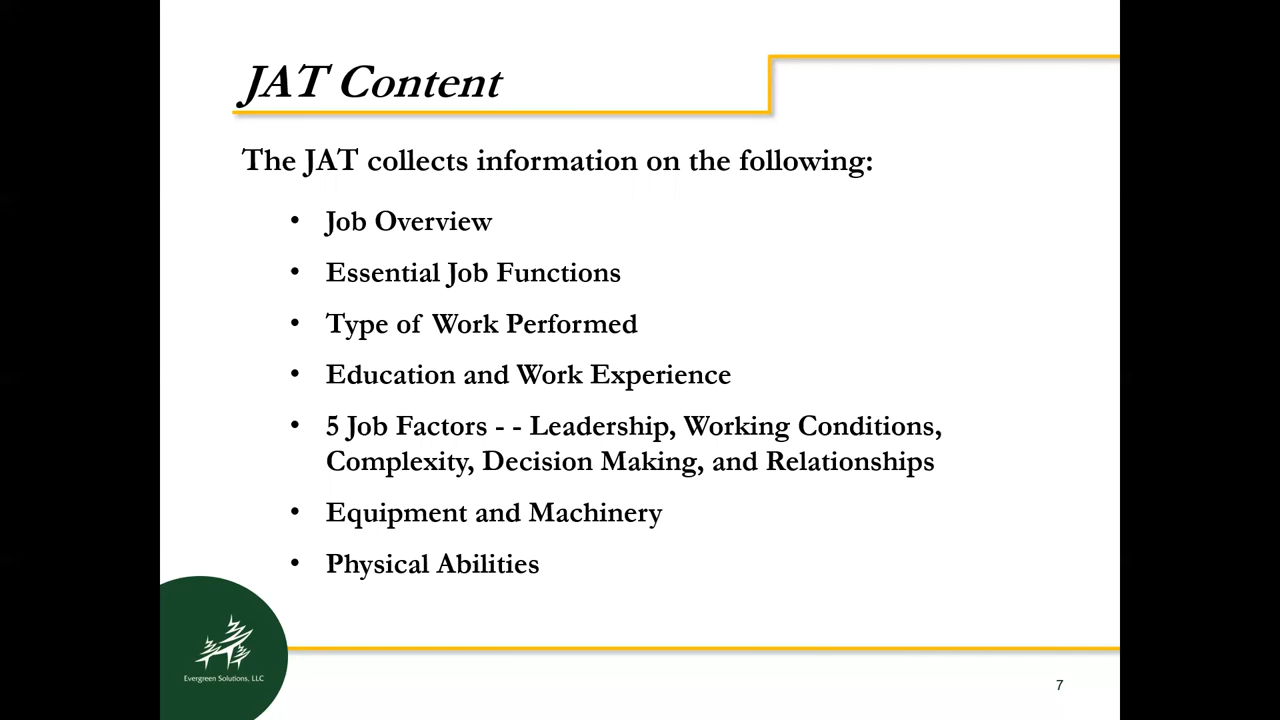 JAT Content
The JAT collects information on the following:
• Job Overview
• Essential Job Functions
• Type of Work Performed
• Education and Work Experience
• 5 Job Factors - - Leadership, Working Conditions,
Complexity, Decision Making, and Relationships
• Equipment and Machinery
• Physical Abilities
Evergreen Solutions, LLC
7